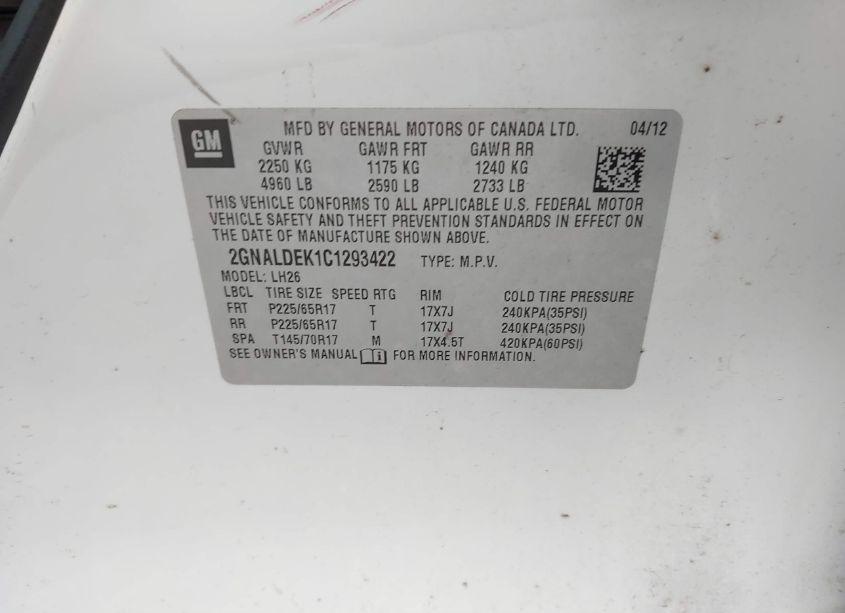 GM
MFD BY GENERAL MOTORS OF CANADA LTD. 04/12
GVWR GAWR FRT GAWR RR
2250 KG 1175 KG 1240 KG
4960 LB 2590 LB 2733 LB
THIS VEHICLE CONFORMS TO ALL APPLICABLE U.S. FEDERAL MOTOR
VEHICLE SAFETY AND THEFT PREVENTION STANDARDS IN EFFECT ON
THE DATE OF MANUFACTURE SHOWN ABOVE.
2GNALDEK1C1293422 TYPE: M.P.V.
MODEL: LH26
LBCL TIRE SIZE SPEED RTG RIM COLD TIRE PRESSURE
FRT P225/65R17 T 17X7J 240KPA(35PSI)
RR P225/65R17 T 17X7J 240KPA(35PSI)
SPA T145/70R17 M 17X4.5T 420KPA(60PSI)
SEE OWNER'S MANUAL FOR MORE INFORMATION.